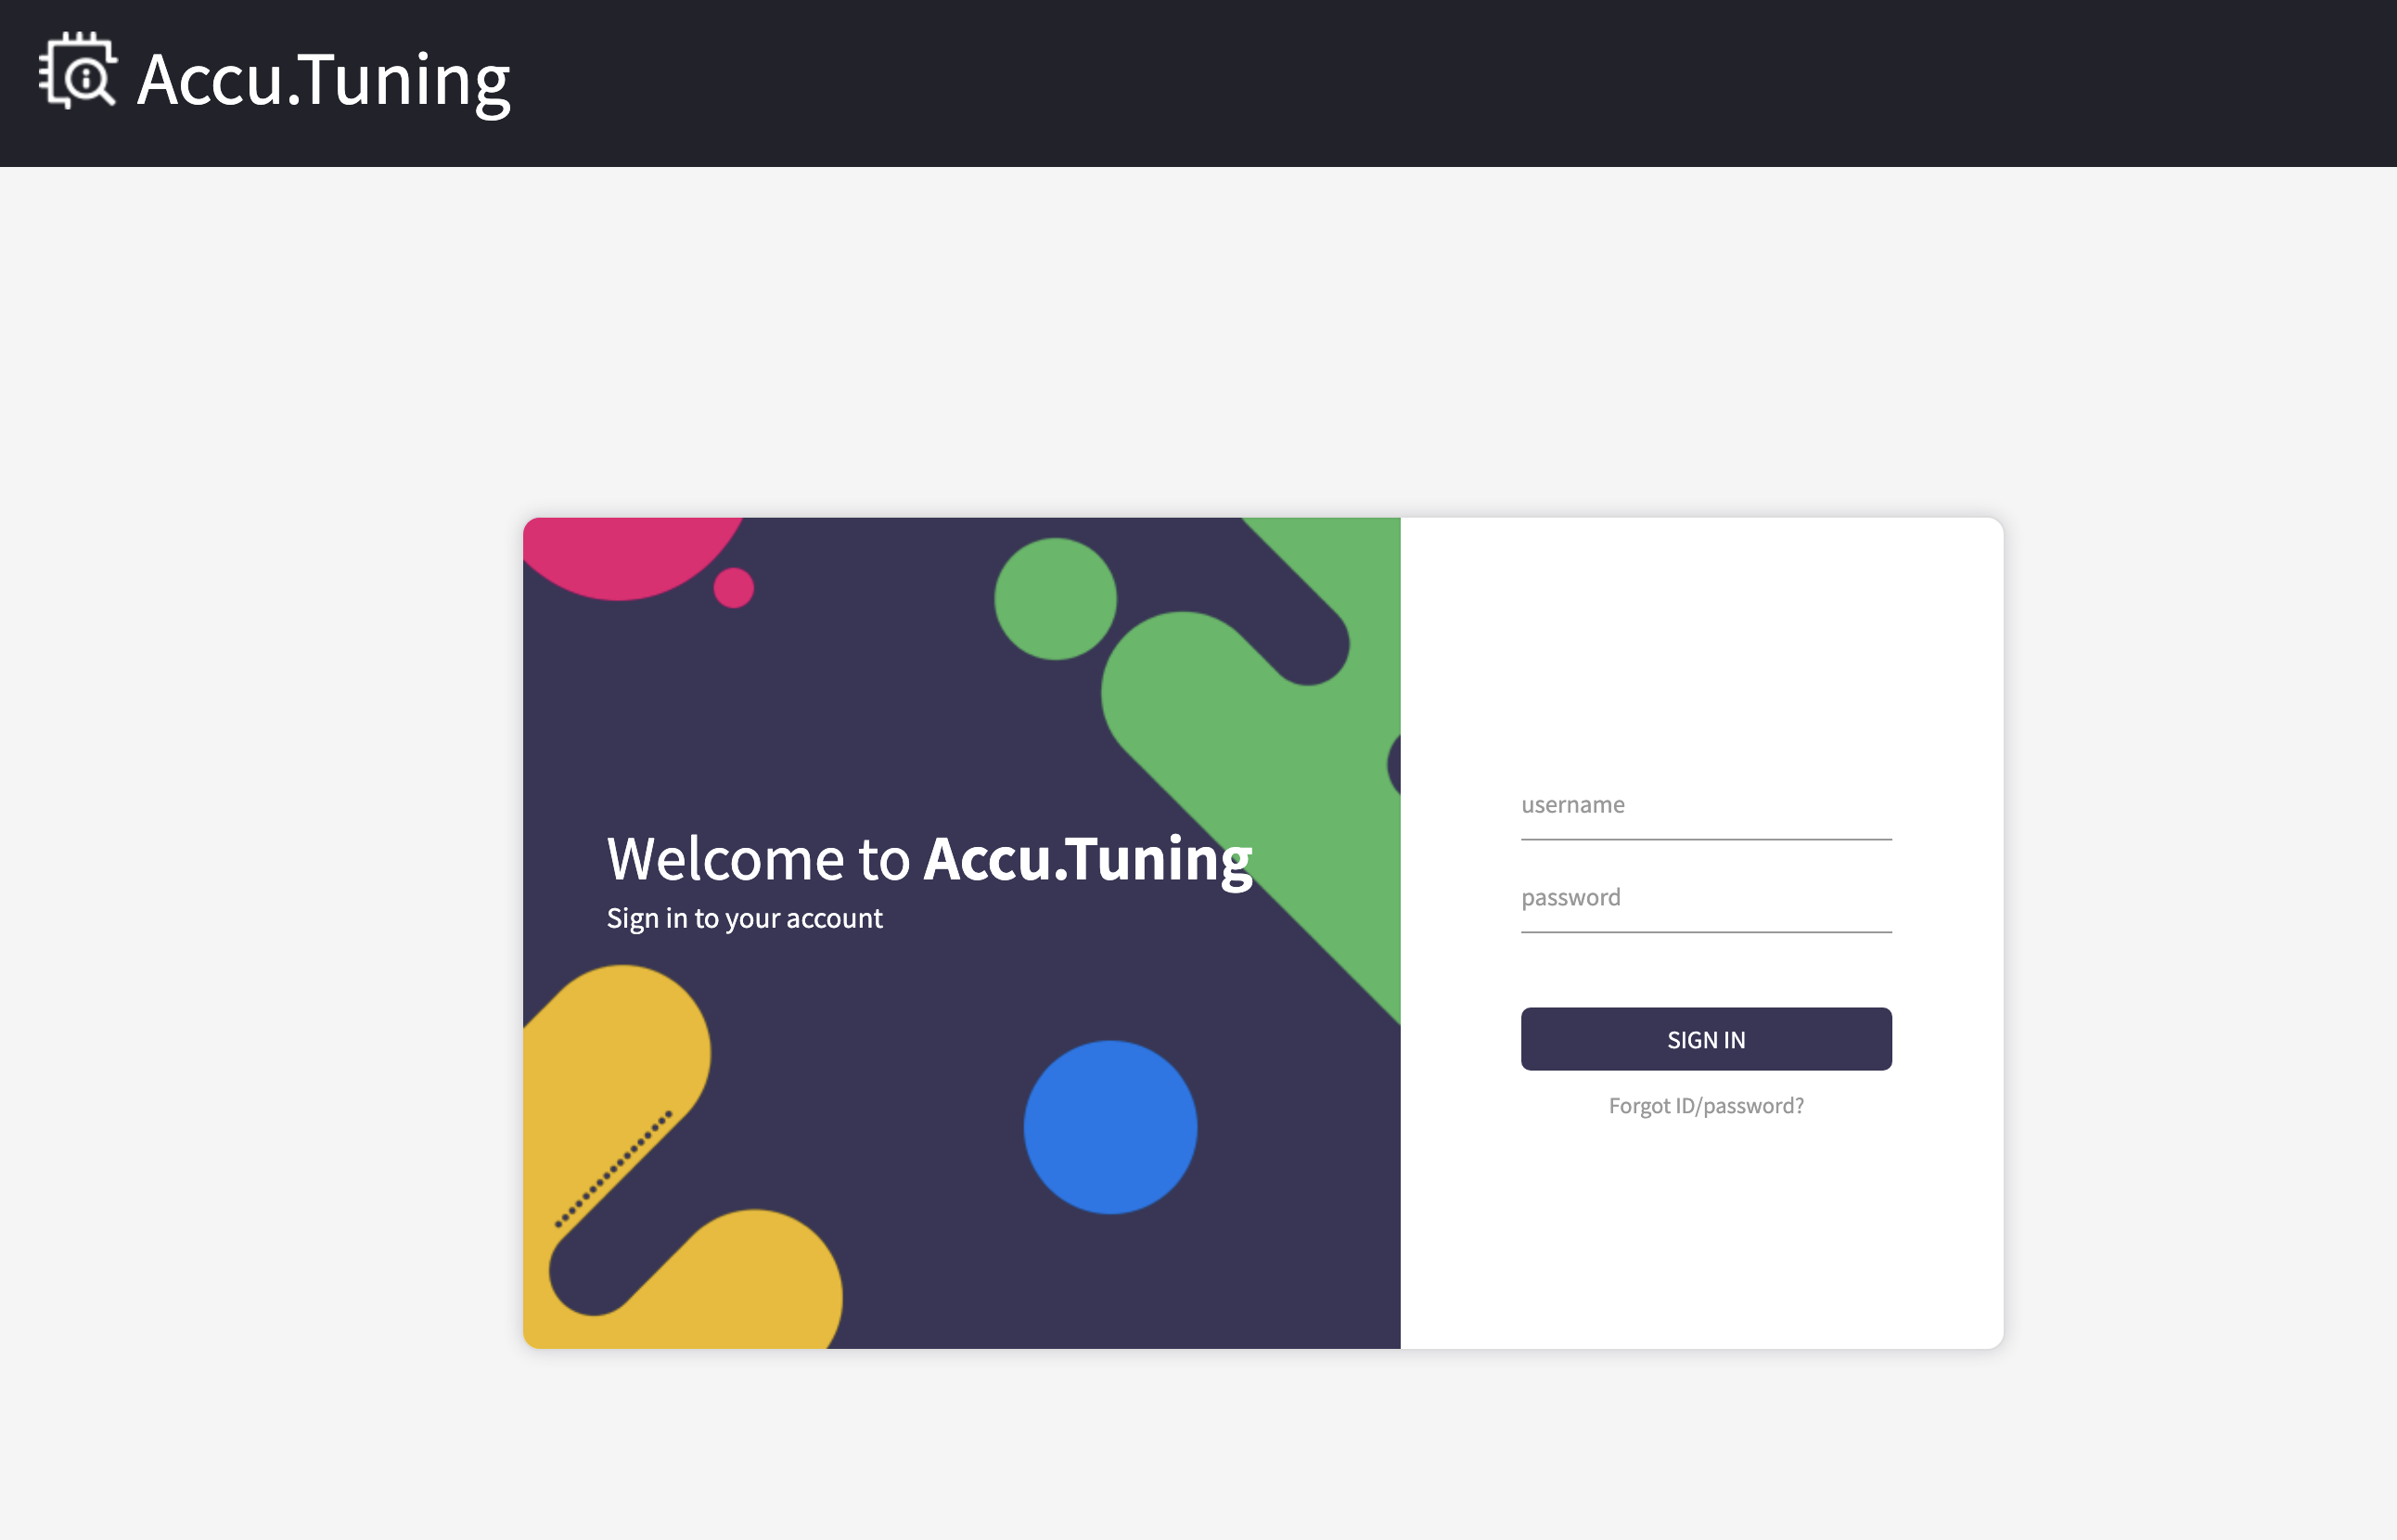 Accu.Tuning
Welcome to Accu.Tuning
Sign in to your account
username
password
SIGN IN
Forgot ID/password?